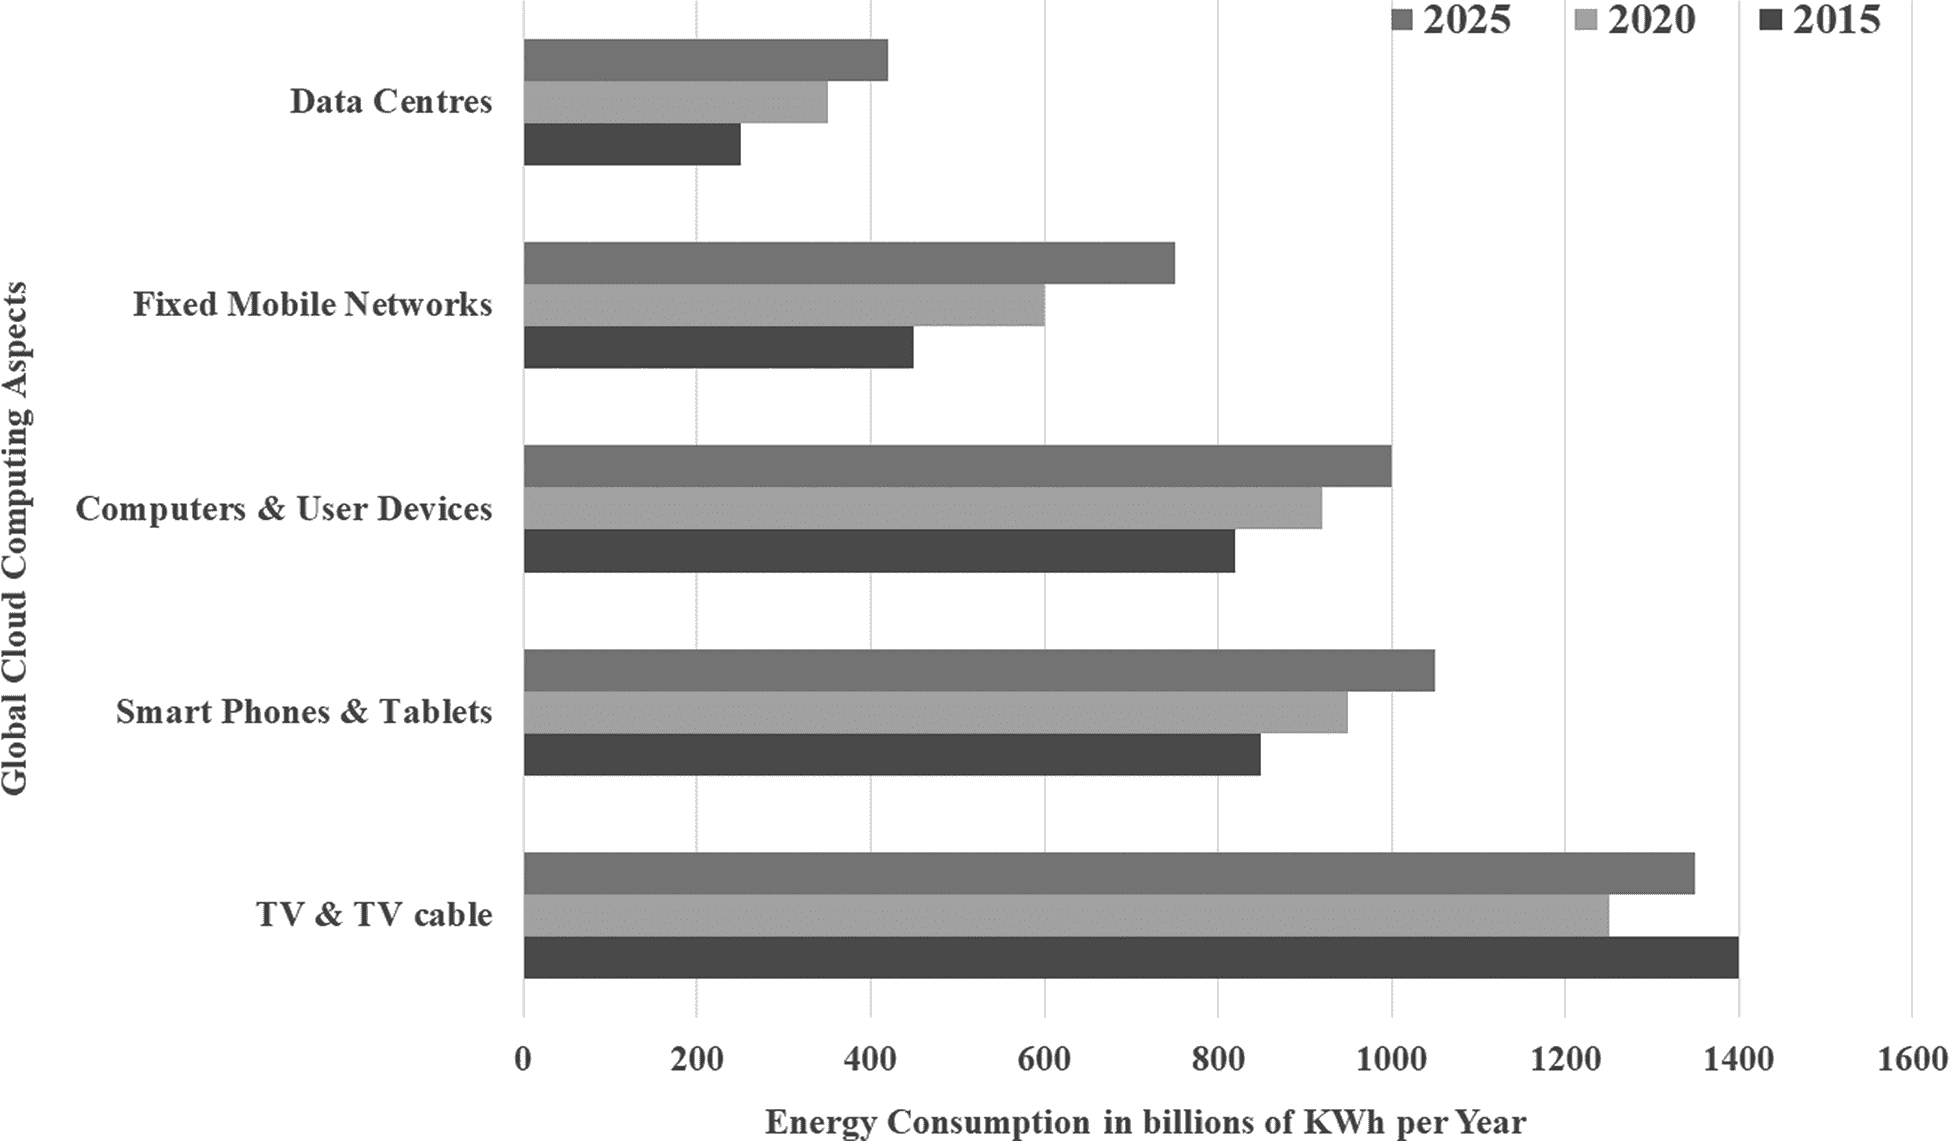 2025 2020 2015
Data Centres
Fixed Mobile Networks
Computers & User Devices
Smart Phones & Tablets
TV & TV cable
Global Cloud Computing Aspects
0 200 400 600 800 1000 1200 1400 1600
Energy Consumption in billions of KWh per Year